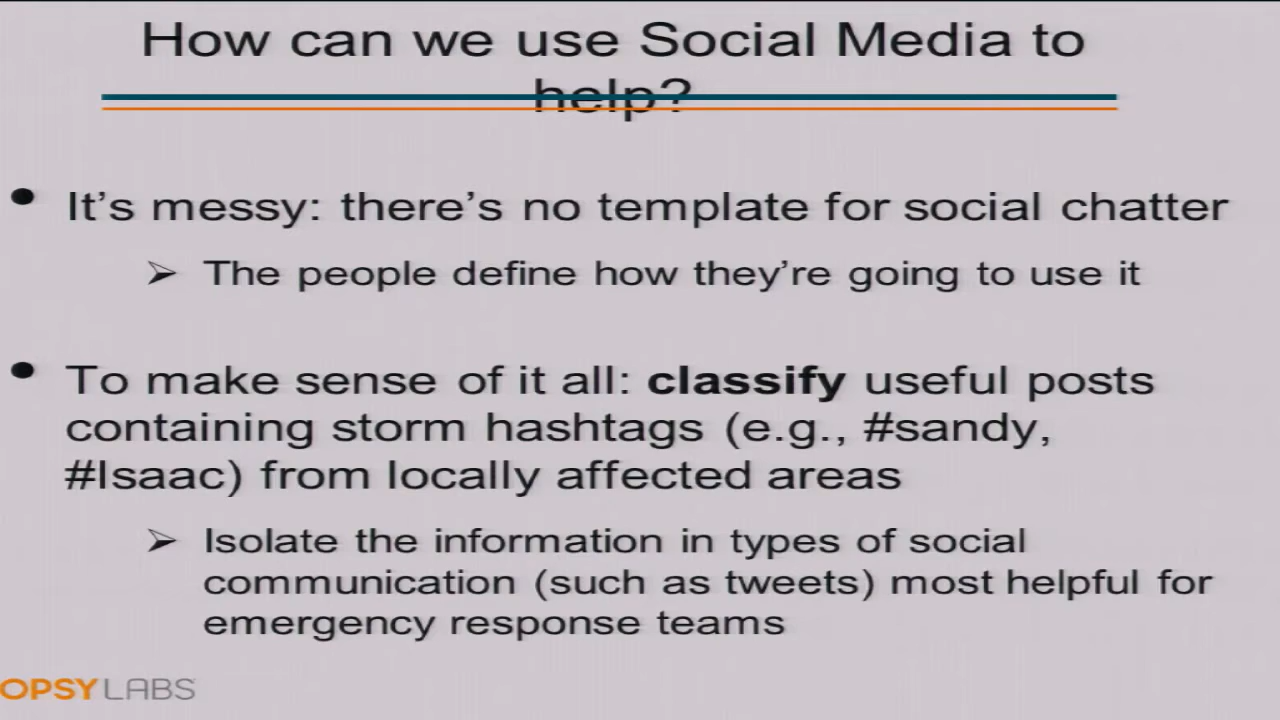 How can we use Social Media to
help?
• It's messy: there's no template for social chatter
➢ The people define how they're going to use it
• To make sense of it all: classify useful posts
containing storm hashtags (e.g., #sandy,
#Isaac) from locally affected areas
➢ Isolate the information in types of social
communication (such as tweets) most helpful for
emergency response teams
OPSY LABS